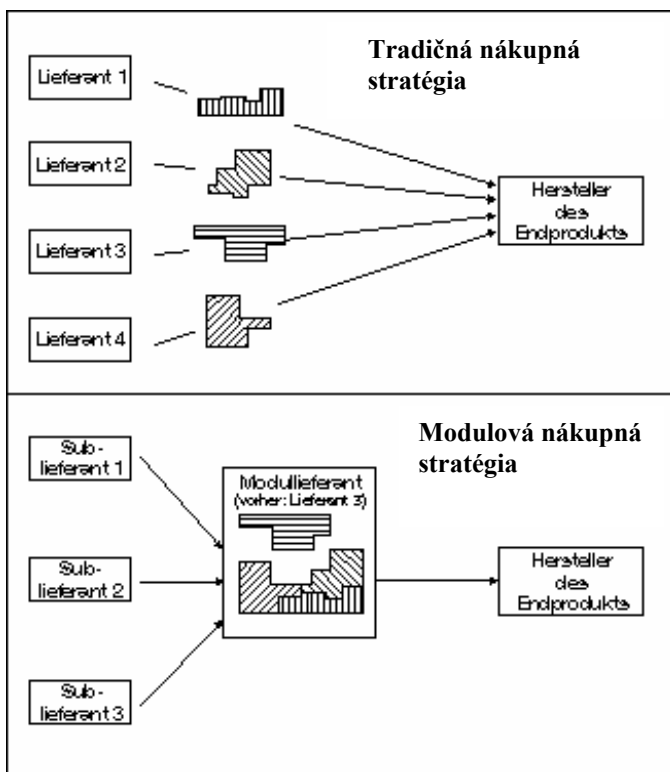 Tradičná nákupná
stratégia
Lieferant 1
Lieferant 2
Lieferant 3
Lieferant 4
Hersteller
des
Endprodukts
Modulová nákupná
stratégia
Sub-
lieferant 1
Sub-
lieferant 2
Sub-
lieferant 3
Modullieferant
(vorher: Lieferant 3)
Hersteller
des
Endprodukts